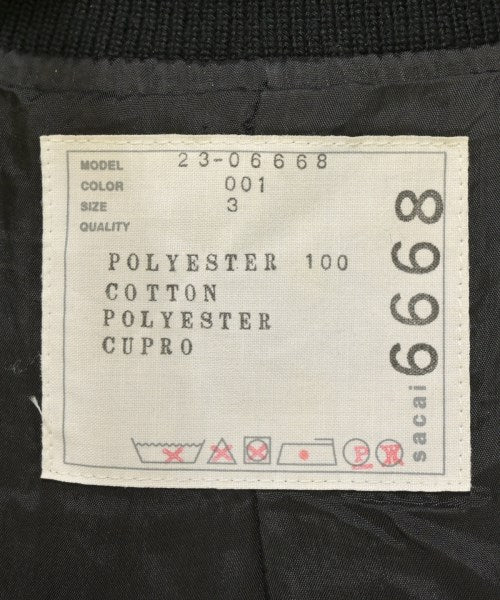 MODEL 23-06668
COLOR 001
SIZE 3
QUALITY
POLYESTER 100
COTTON
POLYESTER
CUPRO
P W
sacai 6668